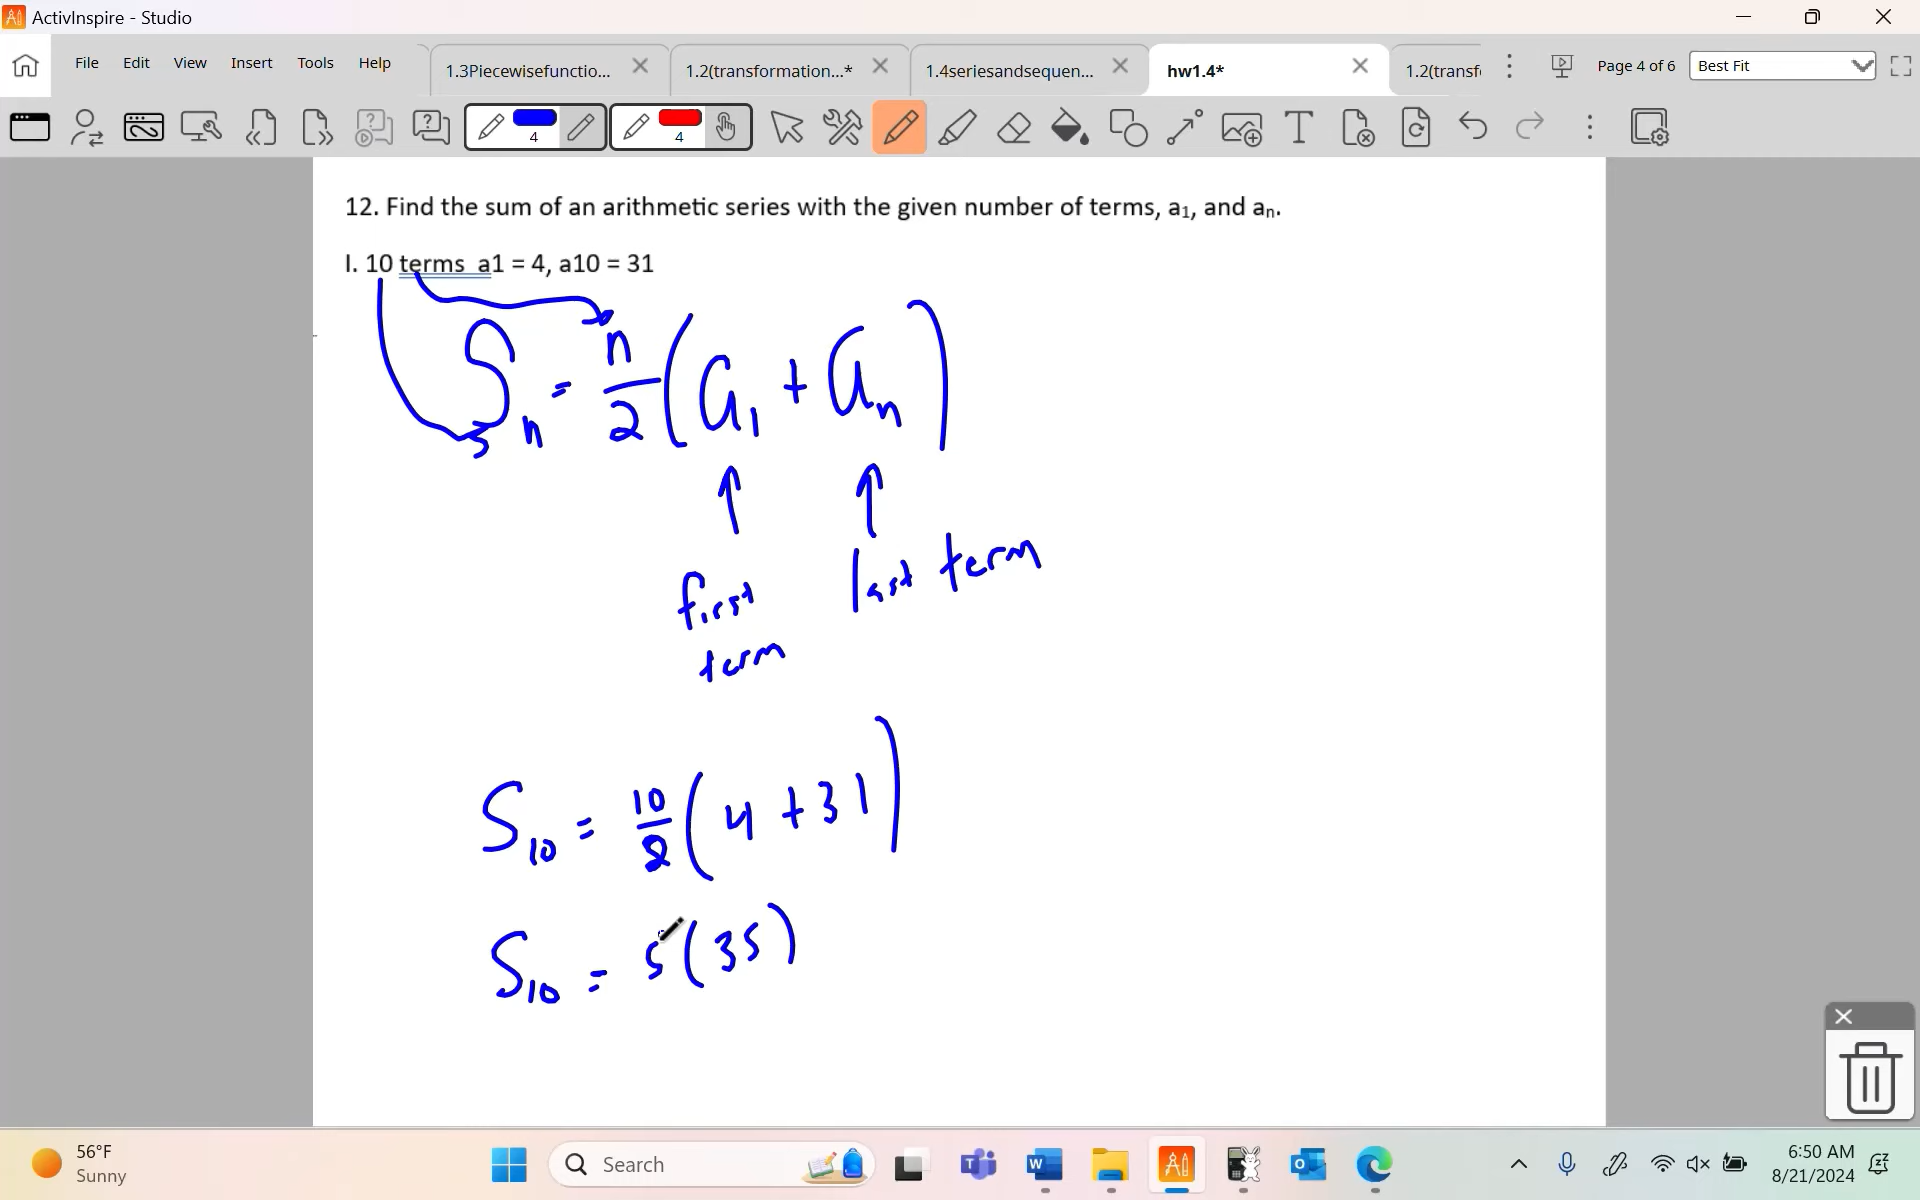 ActivInspire - Studio
File Edit View Insert Tools Help
1.3Piecewisefunctio... 1.2(transformation...* 1.4seriesandsequen... hw1.4* 1.2(transf
Page 4 of 6 Best Fit
4 4
12. Find the sum of an arithmetic series with the given number of terms, a₁, and aₙ.
I. 10 terms a1 = 4, a10 = 31
Sₙ = n/2 (a₁ + aₙ)
first term
last term
S₁₀ = 10/2 (4 + 31)
S₁₀ = 5(35)
56°F
Sunny
Search
6:50 AM
8/21/2024